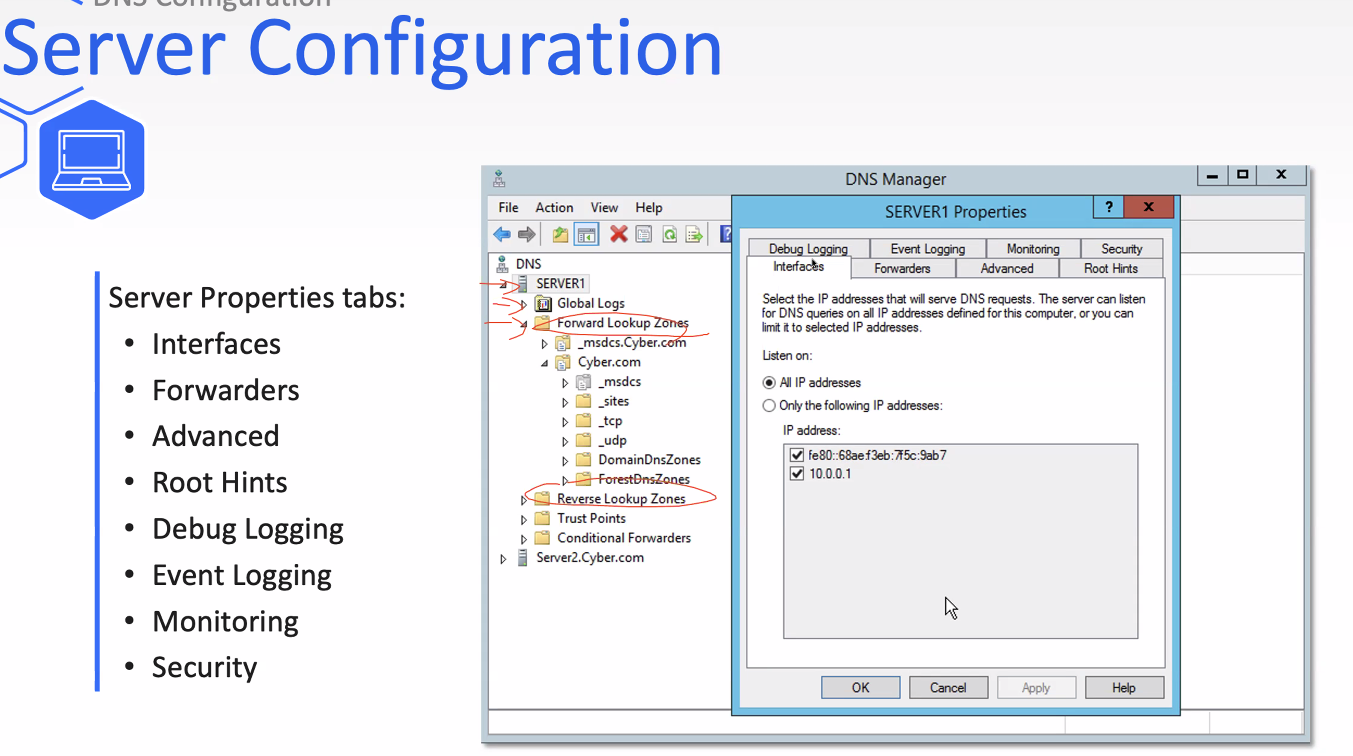 DNS Configuration
Server Configuration
Server Properties tabs:
• Interfaces
• Forwarders
• Advanced
• Root Hints
• Debug Logging
• Event Logging
• Monitoring
• Security
DNS Manager
File Action View Help
DNS
SERVER1
Global Logs
Forward Lookup Zones
_msdcs.Cyber.com
Cyber.com
_msdcs
_sites
_tcp
_udp
DomainDnsZones
ForestDnsZones
Reverse Lookup Zones
Trust Points
Conditional Forwarders
Server2.Cyber.com
SERVER1 Properties
? x
Debug Logging Event Logging Monitoring Security
Interfaces Forwarders Advanced Root Hints
Select the IP addresses that will serve DNS requests. The server can listen
for DNS queries on all IP addresses defined for this computer, or you can
limit it to selected IP addresses.
Listen on:
All IP addresses
Only the following IP addresses:
IP address:
fe80::68ae:f3eb:7f5c:9ab7
10.0.0.1
OK Cancel Apply Help